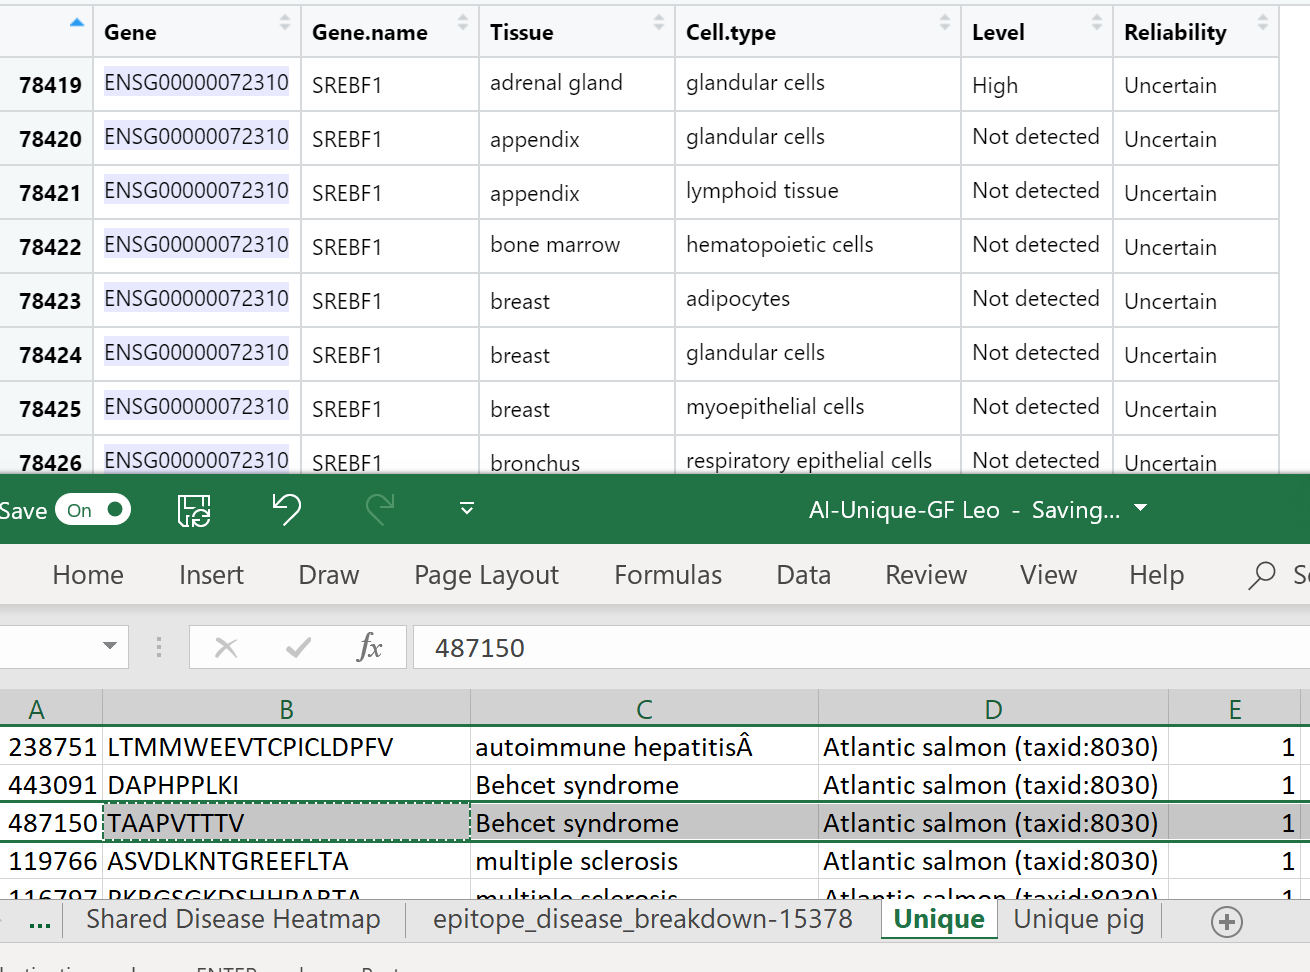 Gene Gene.name Tissue Cell.type Level Reliability
78419 ENSG00000072310 SREBF1 adrenal gland glandular cells High Uncertain
78420 ENSG00000072310 SREBF1 appendix glandular cells Not detected Uncertain
78421 ENSG00000072310 SREBF1 appendix lymphoid tissue Not detected Uncertain
78422 ENSG00000072310 SREBF1 bone marrow hematopoietic cells Not detected Uncertain
78423 ENSG00000072310 SREBF1 breast adipocytes Not detected Uncertain
78424 ENSG00000072310 SREBF1 breast glandular cells Not detected Uncertain
78425 ENSG00000072310 SREBF1 breast myoepithelial cells Not detected Uncertain
78426 ENSG00000072310 SREBF1 bronchus respiratory epithelial cells Not detected Uncertain
Save On AI-Unique-GF Leo - Saving...
Home Insert Draw Page Layout Formulas Data Review View Help
fx 487150
A B C D E
238751 LTMMWEEVTCPICLDPFV autoimmune hepatitisÂ Atlantic salmon (taxid:8030) 1
443091 DAPHPPLKI Behcet syndrome Atlantic salmon (taxid:8030) 1
487150 TAAPVTTTV Behcet syndrome Atlantic salmon (taxid:8030) 1
119766 ASVDLKNTGREEFLTA multiple sclerosis Atlantic salmon (taxid:8030) 1
116797 multiple sclerosis Atlantic salmon (taxid:8030) 1
... Shared Disease Heatmap epitope_disease_breakdown-15378 Unique Unique pig